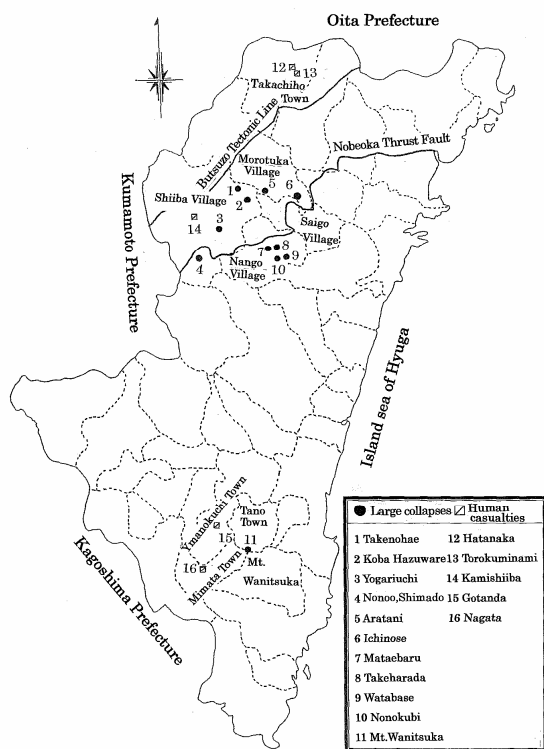 Oita Prefecture
12
13
Takachiho
Town
Butsuzo Tectonic Line
Nobeoka Thrust Fault
Morotuka
Village
1
5
6
2
Shiiba Village
Kumamoto Prefecture
14
3
Saigo
Village
7
8
9
4
Nango
Village
10
Island sea of Hyuga
Ymanokuchi Town
Tano
Town
15
11
16
Mimata Town
Mt.
Wanitsuka
Kagoshima Prefecture
Large collapses Human
casualties
1 Takenohae 12 Hatanaka
2 Koba Hazuware 13 Torokuminami
3 Yogariuchi 14 Kamishiiba
4 Nonoo,Shimado 15 Gotanda
5 Aratani 16 Nagata
6 Ichinose
7 Mataebaru
8 Takeharada
9 Watabase
10 Nonokubi
11 Mt.Wanitsuka